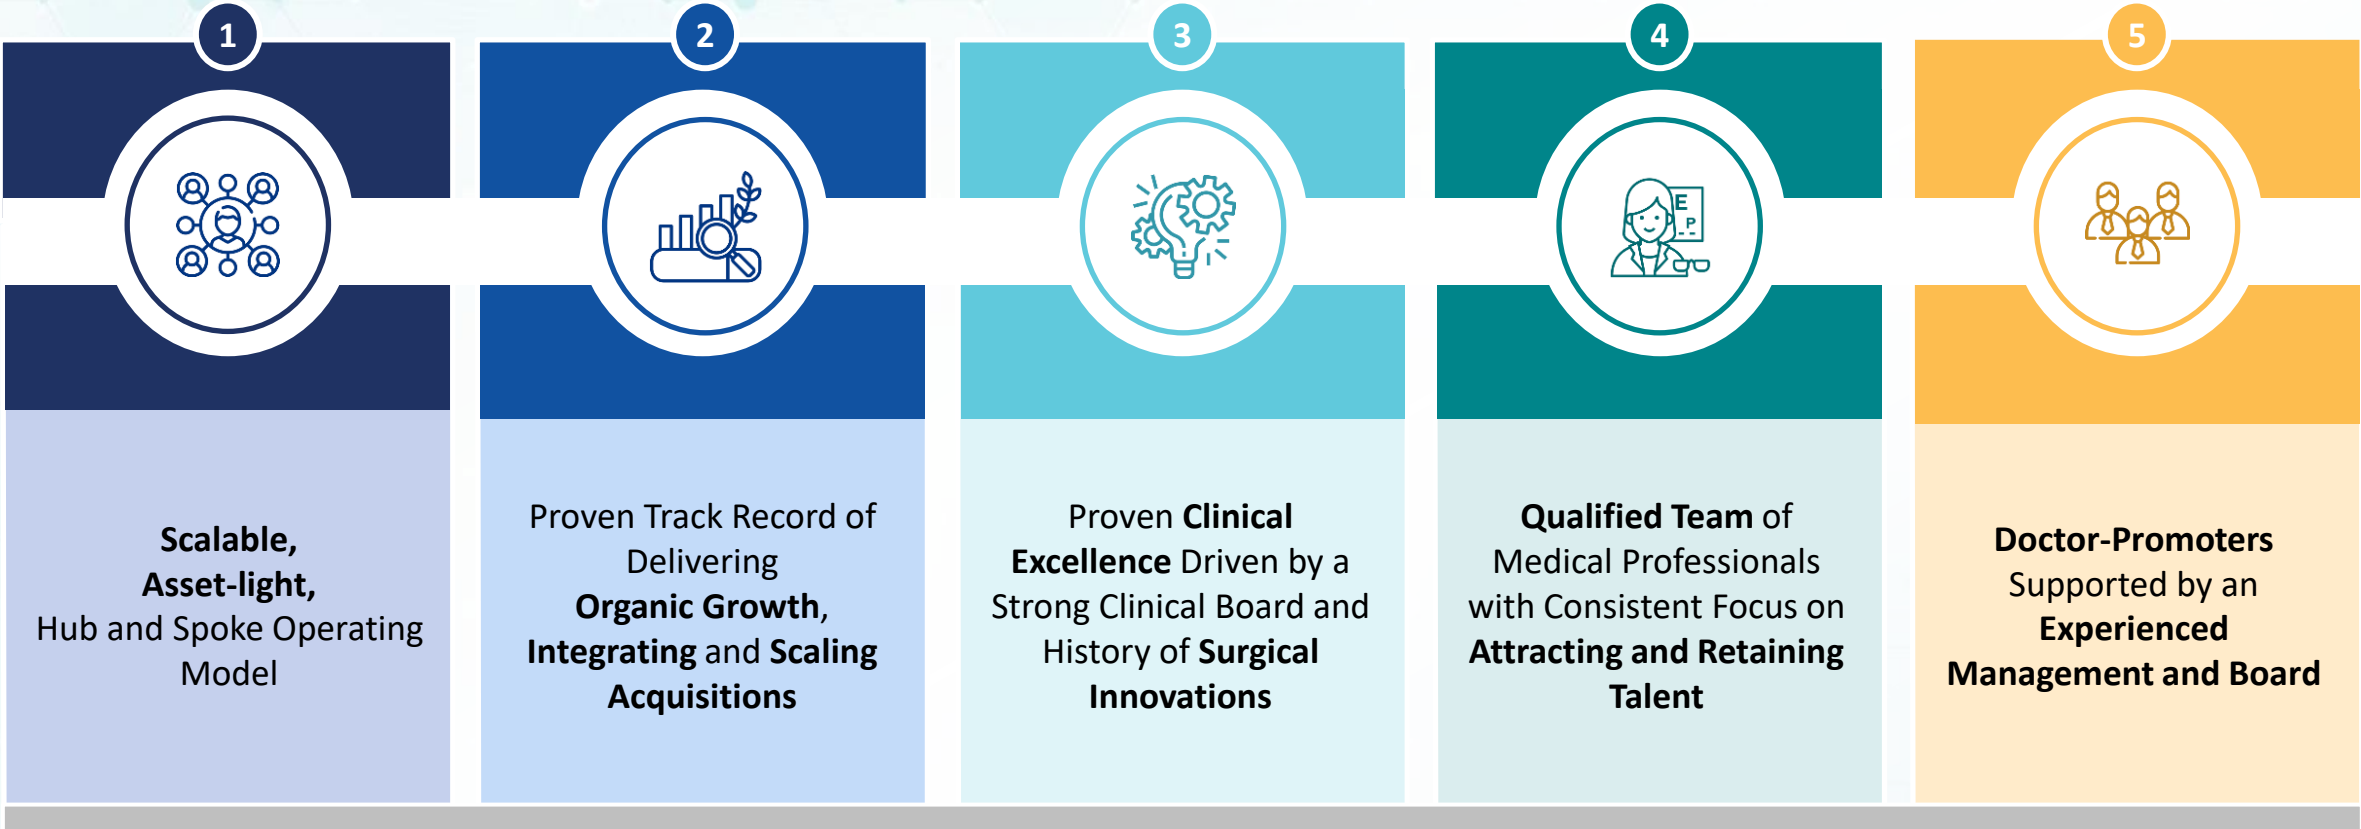 1
Scalable,
Asset-light,
Hub and Spoke Operating
Model
2
Proven Track Record of
Delivering
Organic Growth,
Integrating and Scaling
Acquisitions
3
Proven Clinical
Excellence Driven by a
Strong Clinical Board and
History of Surgical
Innovations
4
E
P
Qualified Team of
Medical Professionals
with Consistent Focus on
Attracting and Retaining
Talent
5
Doctor-Promoters
Supported by an
Experienced
Management and Board